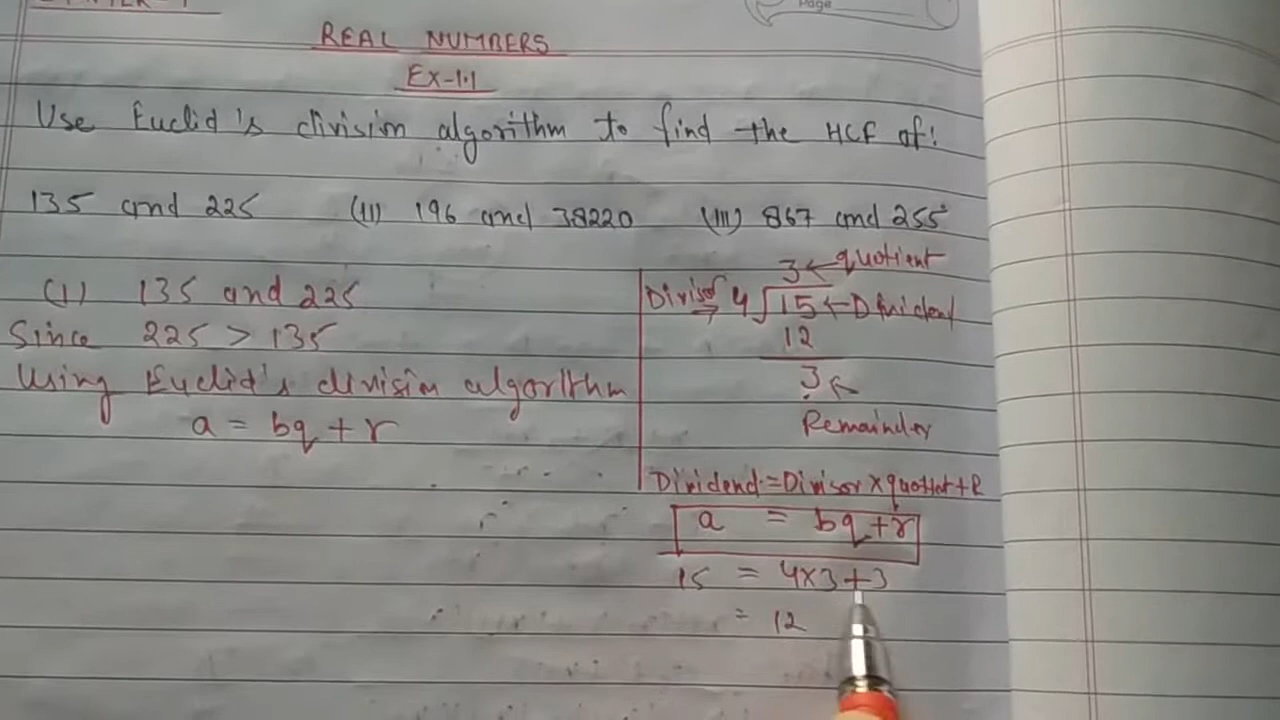 Page
REAL NUMBERS
EX-1.1
Use Euclid's division algorithm to find the HCF of:
135 and 225 (II) 196 and 38220 (III) 867 and 255
(I) 135 and 225
Since 225 > 135
Using Euclid's division algorithm
a = bq + r
3 ← quotient
Divisor ⇒ 4 √15 ← Dividend
12
3 ←
Remainder
Dividend = Divisor × quotient + R
a = bq + r
15 = 4×3+3
= 12